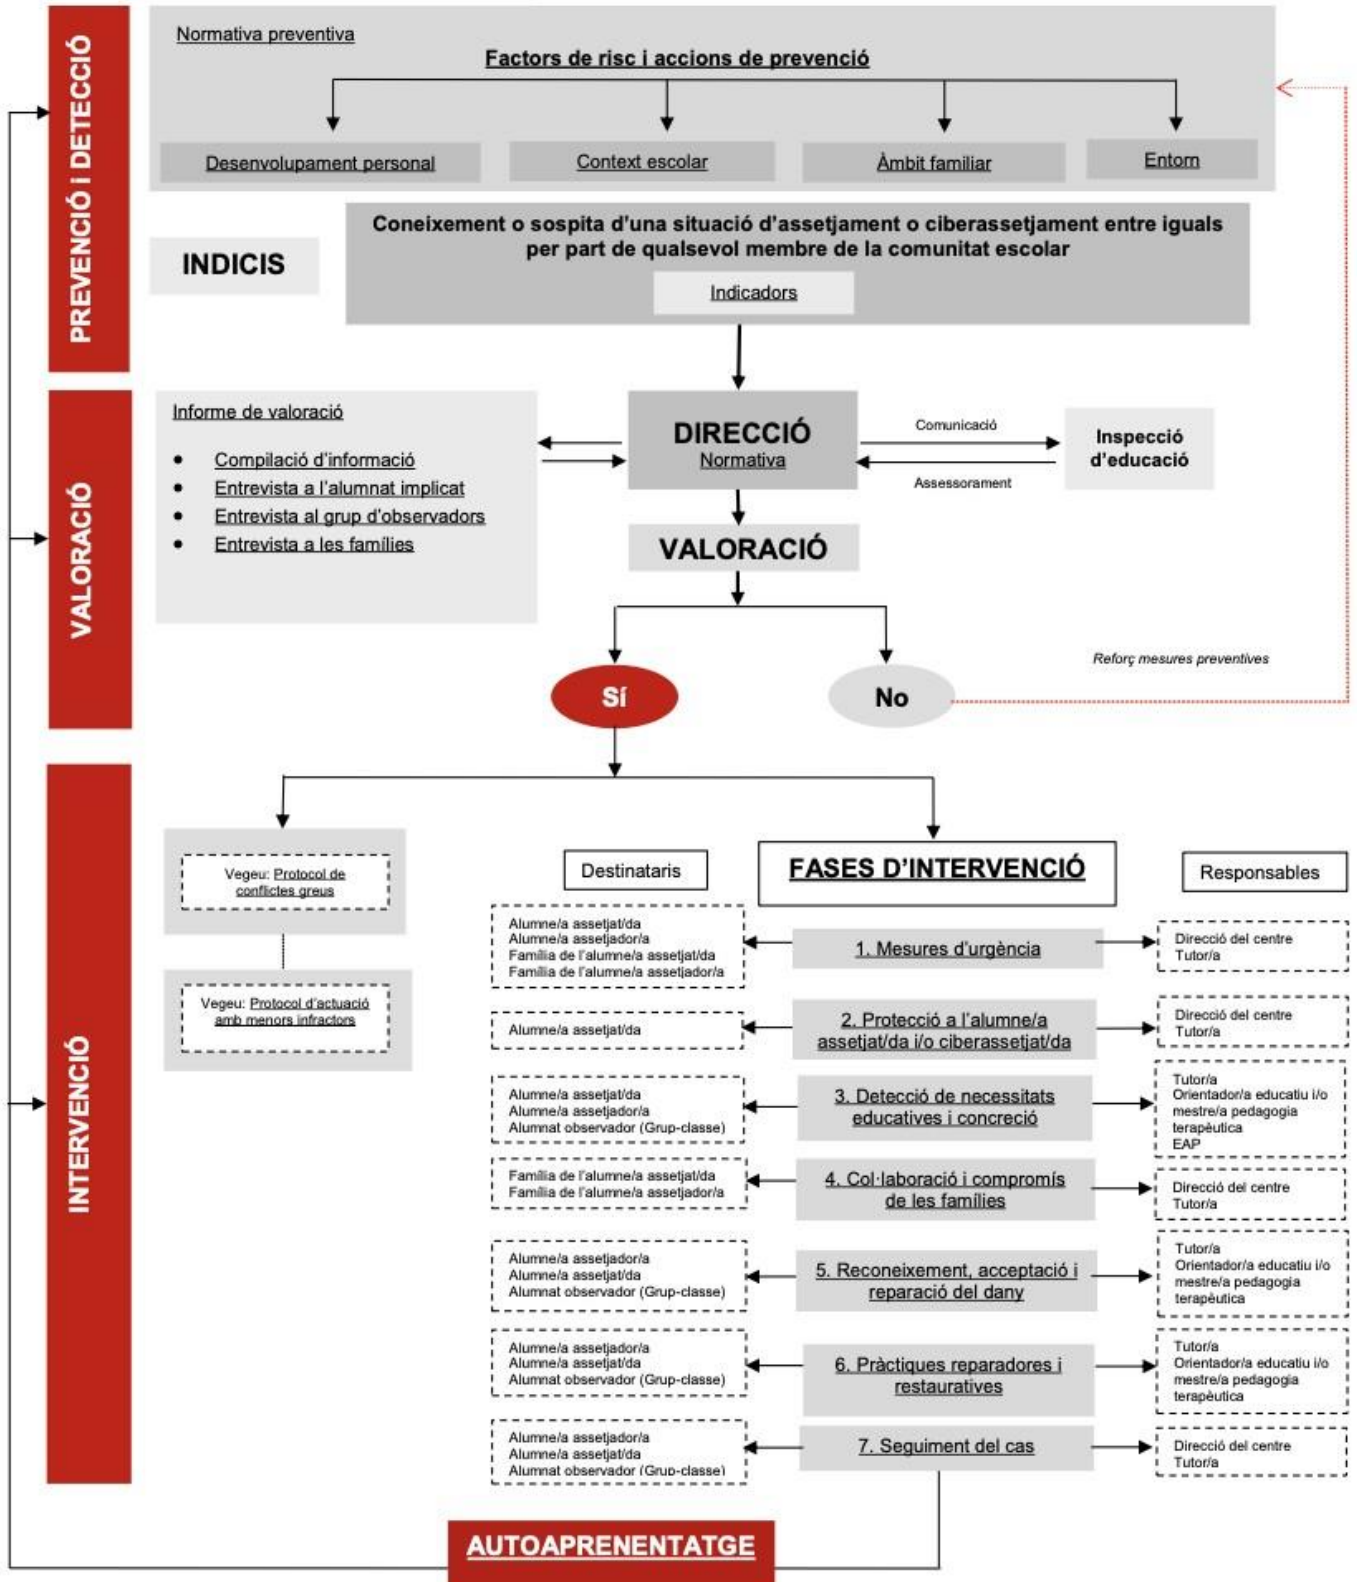 PREVENCIÓ i DETECCIÓ
Normativa preventiva
Factors de risc i accions de prevenció
Desenvolupament personal
Context escolar
Àmbit familiar
Entorn
INDICIS
Coneixement o sospita d'una situació d'assetjament o ciberassetjament entre iguals
per part de qualsevol membre de la comunitat escolar
Indicadors
VALORACIÓ
Informe de valoració
• Compilació d'informació
• Entrevista a l'alumnat implicat
• Entrevista al grup d'observadors
• Entrevista a les famílies
DIRECCIÓ
Normativa
Comunicació
Assessorament
Inspecció
d'educació
VALORACIÓ
Sí
No
Reforç mesures preventives
INTERVENCIÓ
Vegeu: Protocol de
conflictes greus
Vegeu: Protocol d'actuació
amb menors infractors
Destinataris
FASES D'INTERVENCIÓ
Responsables
Alumne/a assetjat/da
Alumne/a assetjador/a
Família de l'alumne/a assetjat/da
Família de l'alumne/a assetjador/a
1. Mesures d'urgència
Direcció del centre
Tutor/a
Alumne/a assetjat/da
2. Protecció a l'alumne/a
assetjat/da i/o ciberassetjat/da
Direcció del centre
Tutor/a
Alumne/a assetjat/da
Alumne/a assetjador/a
Alumnat observador (Grup-classe)
3. Detecció de necessitats
educatives i concreció
Tutor/a
Orientador/a educatiu i/o
mestre/a pedagogia
terapèutica
EAP
Família de l'alumne/a assetjat/da
Família de l'alumne/a assetjador/a
4. Col·laboració i compromís
de les famílies
Direcció del centre
Tutor/a
Alumne/a assetjador/a
Alumne/a assetjat/da
Alumnat observador (Grup-classe)
5. Reconeixement, acceptació i
reparació del dany
Tutor/a
Orientador/a educatiu i/o
mestre/a pedagogia
terapèutica
Alumne/a assetjador/a
Alumne/a assetjat/da
Alumnat observador (Grup-classe)
6. Pràctiques reparadores i
restauratives
Tutor/a
Orientador/a educatiu i/o
mestre/a pedagogia
terapèutica
Alumne/a assetjador/a
Alumne/a assetjat/da
Alumnat observador (Grup-classe)
7. Seguiment del cas
Direcció del centre
Tutor/a
AUTOAPRENENTATGE